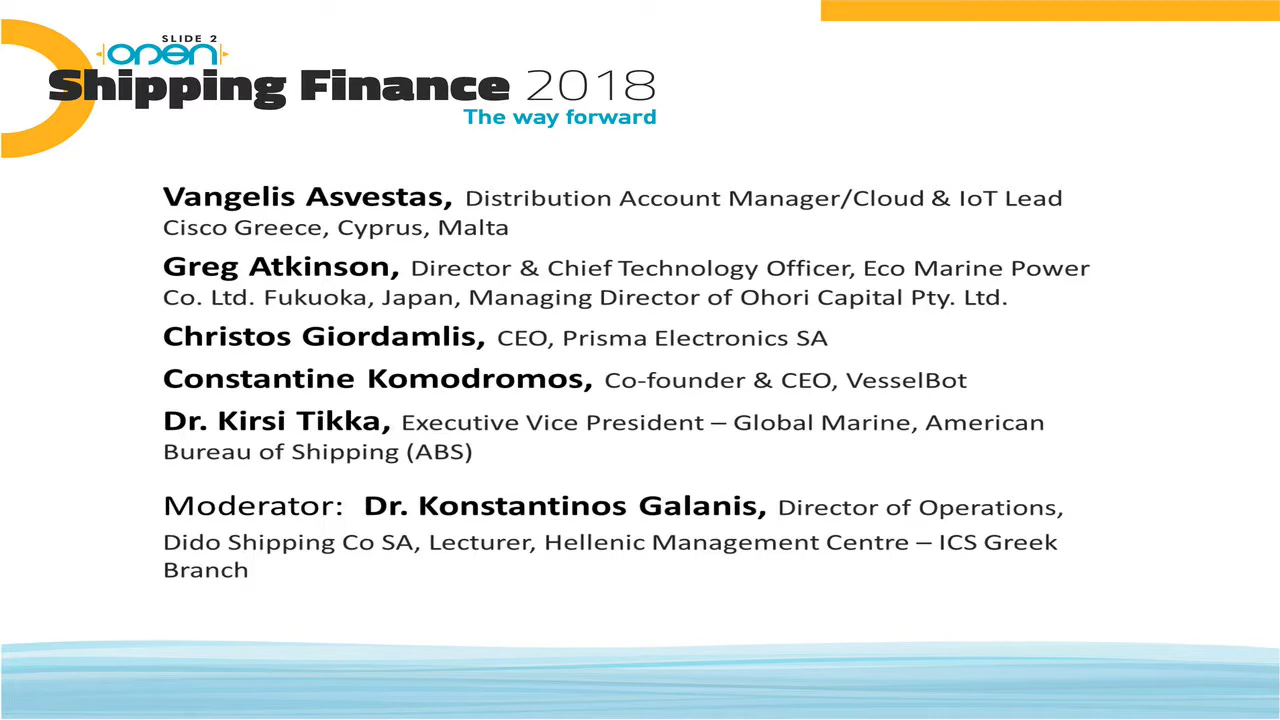 SLIDE 2
open
Shipping Finance 2018
The way forward
Vangelis Asvestas, Distribution Account Manager/Cloud & IoT Lead
Cisco Greece, Cyprus, Malta
Greg Atkinson, Director & Chief Technology Officer, Eco Marine Power
Co. Ltd. Fukuoka, Japan, Managing Director of Ohori Capital Pty. Ltd.
Christos Giordamlis, CEO, Prisma Electronics SA
Constantine Komodromos, Co-founder & CEO, VesselBot
Dr. Kirsi Tikka, Executive Vice President – Global Marine, American
Bureau of Shipping (ABS)
Moderator: Dr. Konstantinos Galanis, Director of Operations,
Dido Shipping Co SA, Lecturer, Hellenic Management Centre – ICS Greek
Branch